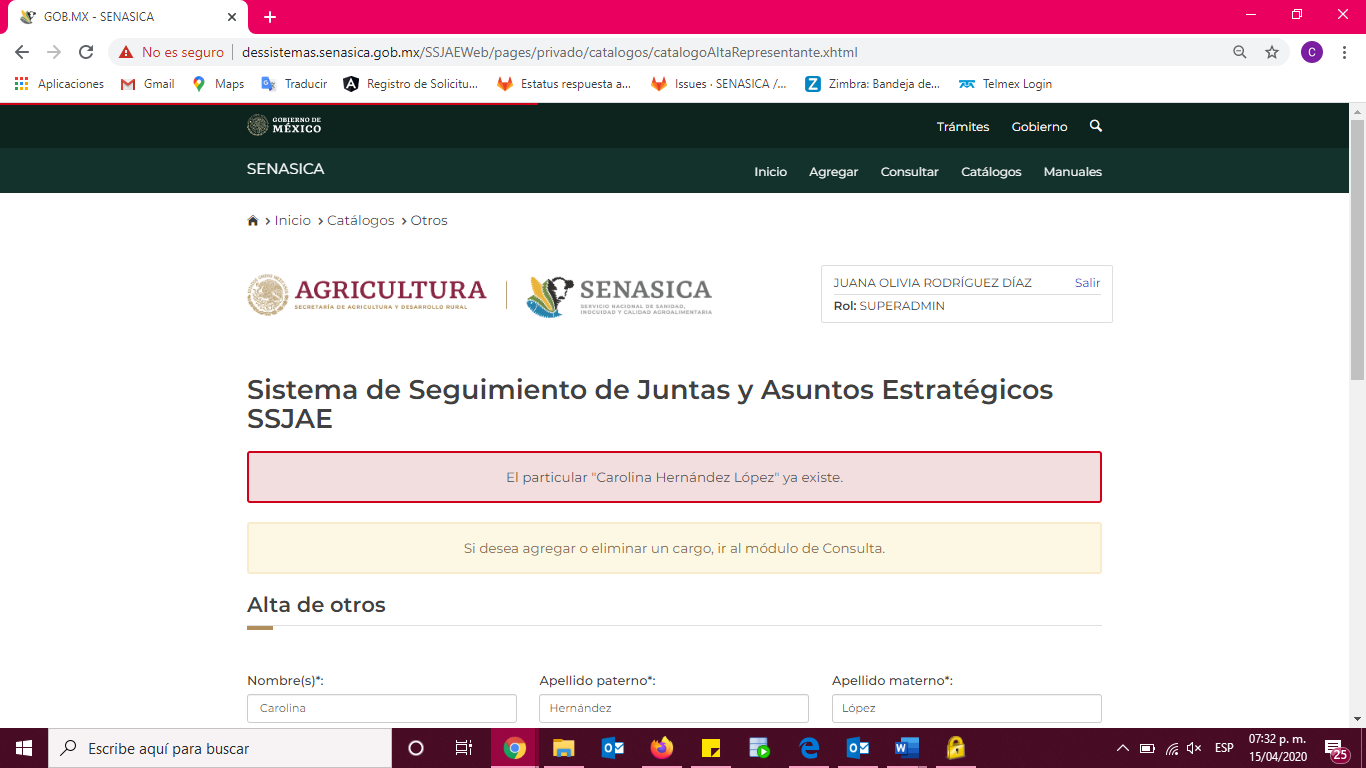 GOB.MX - SENASICA
No es seguro
dessistemas.senasica.gob.mx/SSJAEWeb/pages/privado/catalogos/catalogoAltaRepresentante.xhtml
C
Aplicaciones
Gmail
Maps
Traducir
Registro de Solicitu...
Estatus respuesta a...
Issues · SENASICA /...
Zimbra: Bandeja de...
Telmex Login
GOBIERNO DE
MÉXICO
Trámites
Gobierno
SENASICA
Inicio
Agregar
Consultar
Catálogos
Manuales
Inicio
Catálogos
Otros
AGRICULTURA
SECRETARÍA DE AGRICULTURA Y DESARROLLO RURAL
SENASICA
SERVICIO NACIONAL DE SANIDAD,
INOCUIDAD Y CALIDAD AGROALIMENTARIA
JUANA OLIVIA RODRÍGUEZ DÍAZ
Salir
Rol: SUPERADMIN
Sistema de Seguimiento de Juntas y Asuntos Estratégicos
SSJAE
El particular "Carolina Hernández López" ya existe.
Si desea agregar o eliminar un cargo, ir al módulo de Consulta.
Alta de otros
Nombre(s)*:
Apellido paterno*:
Apellido materno*:
Carolina
Hernández
López
Escribe aquí para buscar
ESP
07:32 p. m.
15/04/2020
25